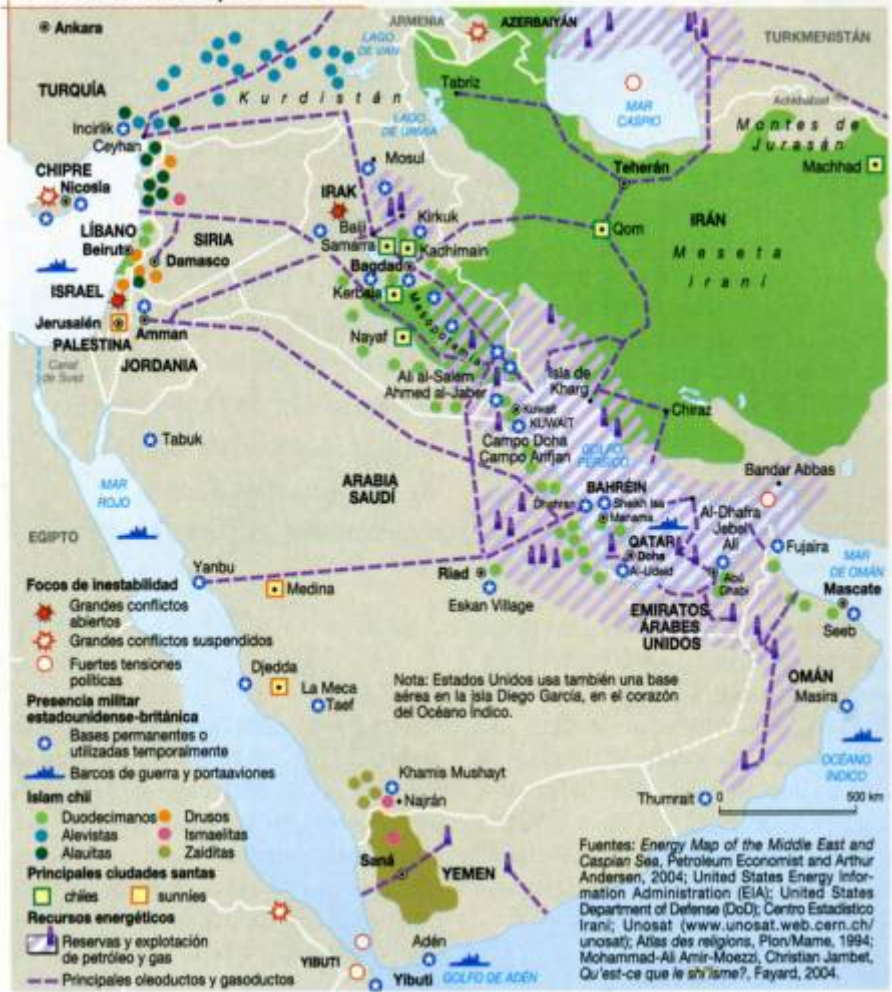 Ankara
ARMENIA
AZERBAIYÁN
TURKMENISTÁN
LAGO
DE VAN
TURQUÍA
Kurdistán
Tabriz
MAR
CASPIO
Achkhabad
Montes de
Jurasán
Incirlik
Ceyhan
LAGO
DE URMIA
Machhad
CHIPRE
Nicosia
Mosul
Teherán
IRAK
Kirkuk
IRÁN
LÍBANO
Baiji
Qom
Beirut
SIRIA
Samarra
Kadhimain
Meseta
iraní
Damasco
Bagdad
ISRAEL
Kerbala
Mesopotamia
Jerusalén
Amman
Nayaf
PALESTINA
Canal
de Suez
JORDANIA
Ali al-Salem
Ahmed al-Jaber
Isla de
Kharg
Kuwait
KUWAIT
Chiraz
Tabuk
Campo Doha
Campo Arifjan
GOLFO
PÉRSICO
MAR
ROJO
ARABIA
SAUDÍ
Bandar Abbas
BAHRÉIN
Dhahran
Sheikh Isa
Manama
Al-Dhafra
Jebel
Ali
EGIPTO
QATAR
Doha
Fujaira
MAR
DE OMÁN
Yanbu
Riad
Al-Udeid
Abú
Dhabi
Mascate
Medina
Eskan Village
EMIRATOS
ÁRABES
UNIDOS
Seeb
OMÁN
Masira
Djedda
La Meca
Taef
Nota: Estados Unidos usa también una base
aérea en la isla Diego García, en el corazón
del Océano Índico.
OCÉANO
ÍNDICO
Khamis Mushayt
Najrán
Thumrait
0 500 km
Saná
YEMEN
Adén
YIBUTI
Yibuti
GOLFO DE ADÉN
Focos de inestabilidad
Grandes conflictos
abiertos
Grandes conflictos suspendidos
Fuertes tensiones
políticas
Presencia militar
estadounidense-británica
Bases permanentes o
utilizadas temporalmente
Barcos de guerra y portaaviones
Islam chií
Duodecimanos
Drusos
Alevistas
Ismaelitas
Alauitas
Zaiditas
Principales ciudades santas
chiíes
sunníes
Recursos energéticos
Reservas y explotación
de petróleo y gas
Principales oleoductos y gasoductos
Fuentes: Energy Map of the Middle East and
Caspian Sea, Petroleum Economist and Arthur
Andersen, 2004; United States Energy Infor-
mation Administration (EIA); United States
Department of Defense (DoD); Centro Estadístico
Iraní; Unosat (www.unosat.web.cern.ch/
unosat); Atlas des religions, Plon/Mame, 1994;
Mohammad-Ali Amir-Moezzi, Christian Jambet,
Qu'est-ce que le shi'isme?, Fayard, 2004.